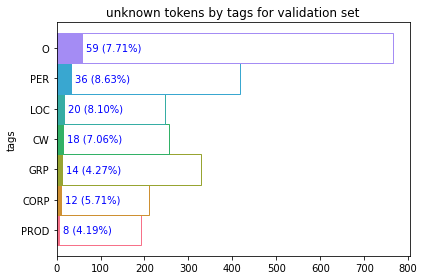 unknown tokens by tags for validation set
O
59 (7.71%)
PER
36 (8.63%)
LOC
20 (8.10%)
CW
18 (7.06%)
GRP
14 (4.27%)
CORP
12 (5.71%)
PROD
8 (4.19%)
tags
0 100 200 300 400 500 600 700 800